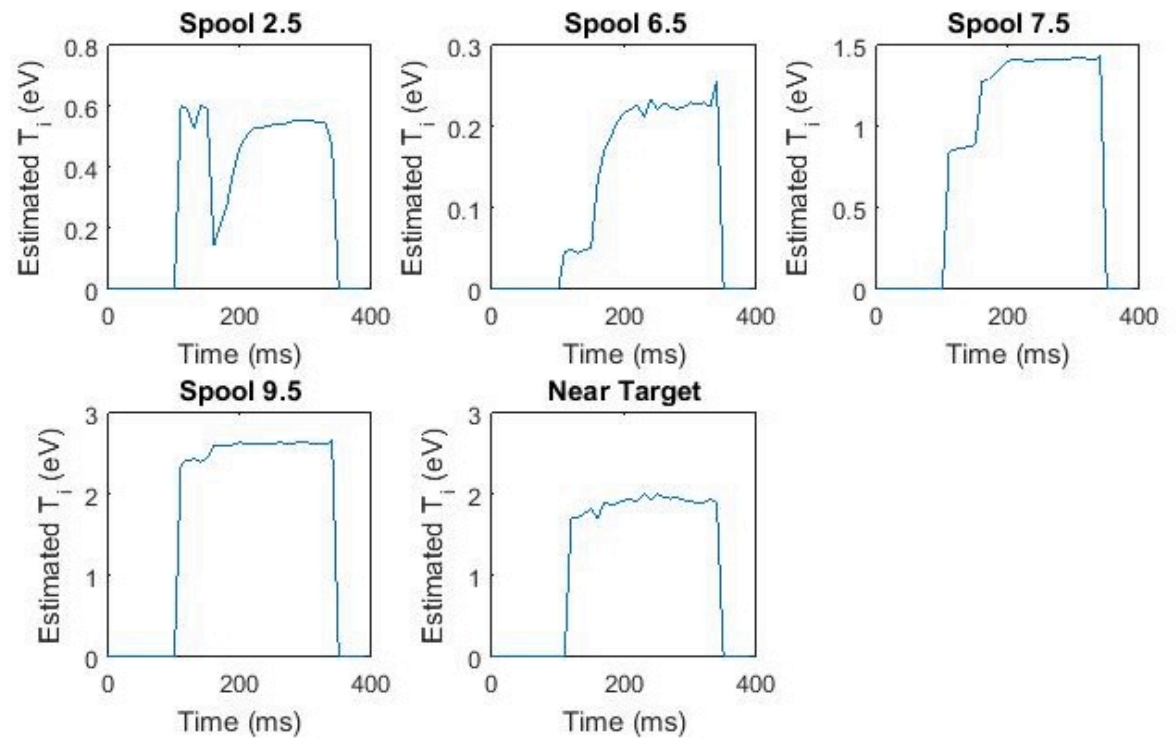 Spool 2.5
Estimated T_i (eV)
0.8
0.6
0.4
0.2
0
0 200 400
Time (ms)
Spool 6.5
Estimated T_i (eV)
0.3
0.2
0.1
0
0 200 400
Time (ms)
Spool 7.5
Estimated T_i (eV)
1.5
1
0.5
0
0 200 400
Time (ms)
Spool 9.5
Estimated T_i (eV)
3
2
1
0
0 200 400
Time (ms)
Near Target
Estimated T_i (eV)
3
2
1
0
0 200 400
Time (ms)